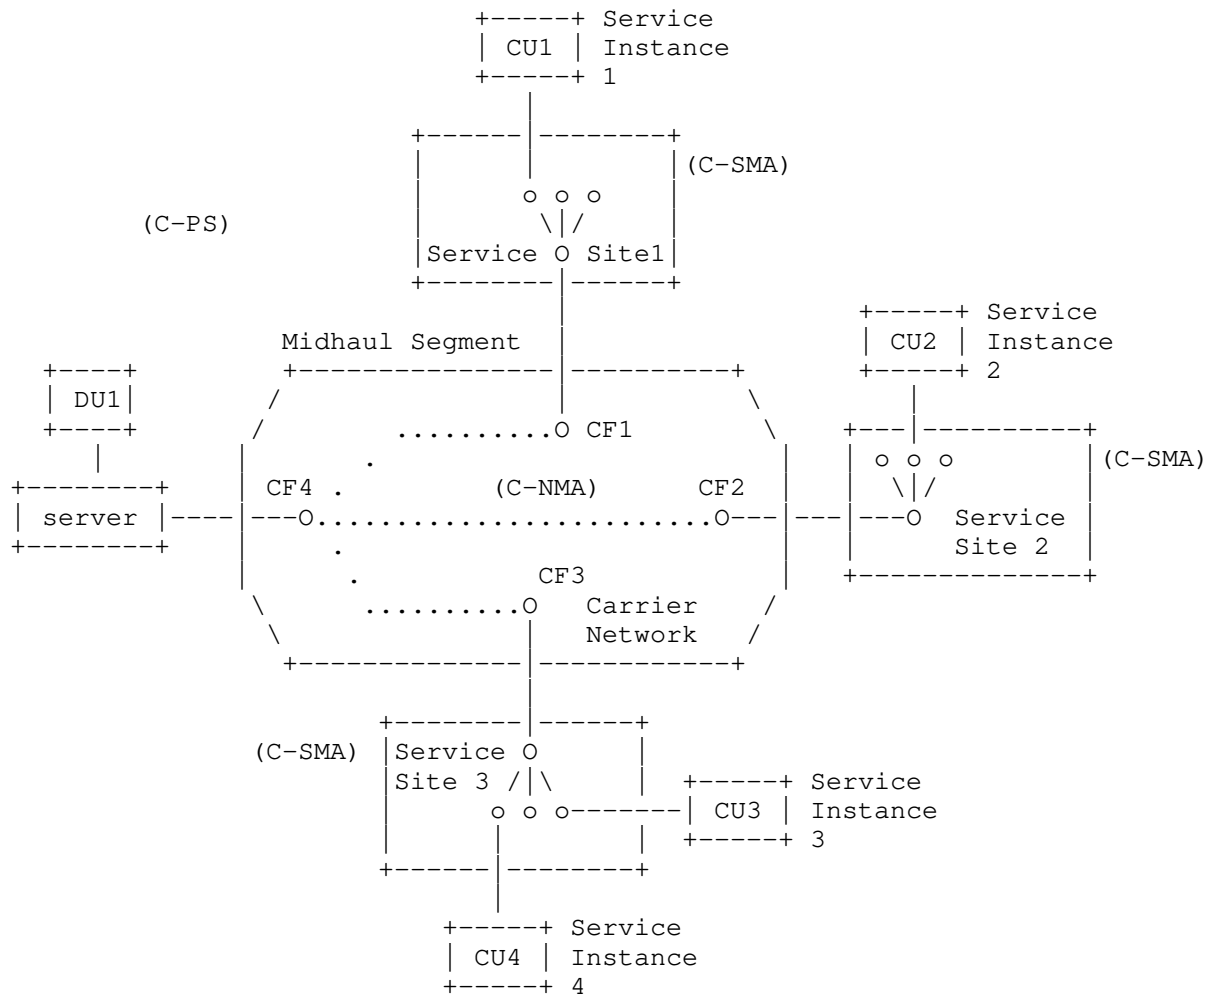 CU1 Service
Instance
1
(C-SMA)
o o o
(C-PS)
Service O Site1
Service
Midhaul Segment CU2 Instance
2
DU1
O CF1
o o o (C-SMA)
CF4 (C-NMA) CF2
server O O O Service
Site 2
CF3
O Carrier
Network
(C-SMA) Service O
Site 3 Service
o o o CU3 Instance
3
Service
CU4 Instance
4